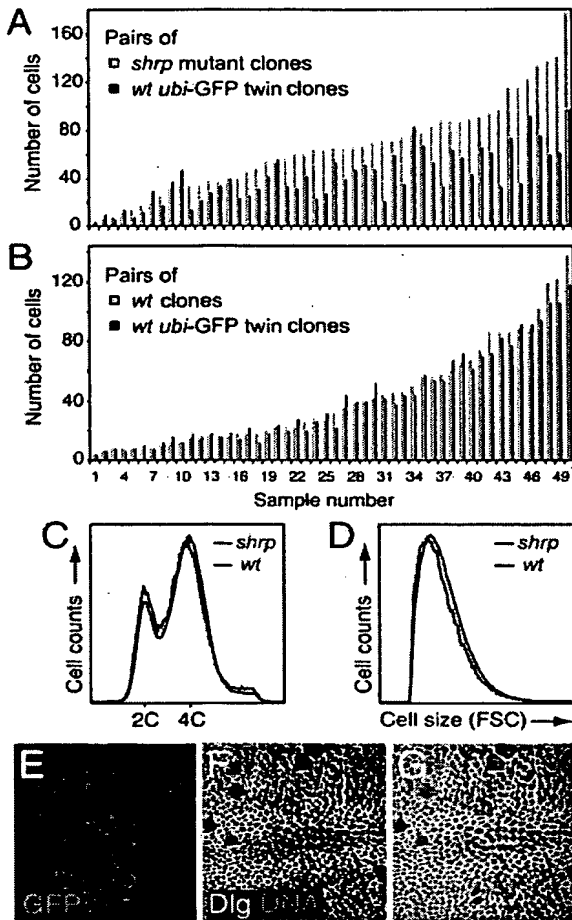 A
Pairs of
shrp mutant clones
wt ubi-GFP twin clones
Number of cells
160
120
80
40
0
B
Pairs of
wt clones
wt ubi-GFP twin clones
Number of cells
120
80
40
0
1 4 7 10 13 16 19 22 25 28 31 34 37 40 43 46 49
Sample number
C
shrp
wt
Cell counts
2C 4C
D
shrp
wt
Cell counts
Cell size (FSC)
E
GFP
F
Dlg DNA
G